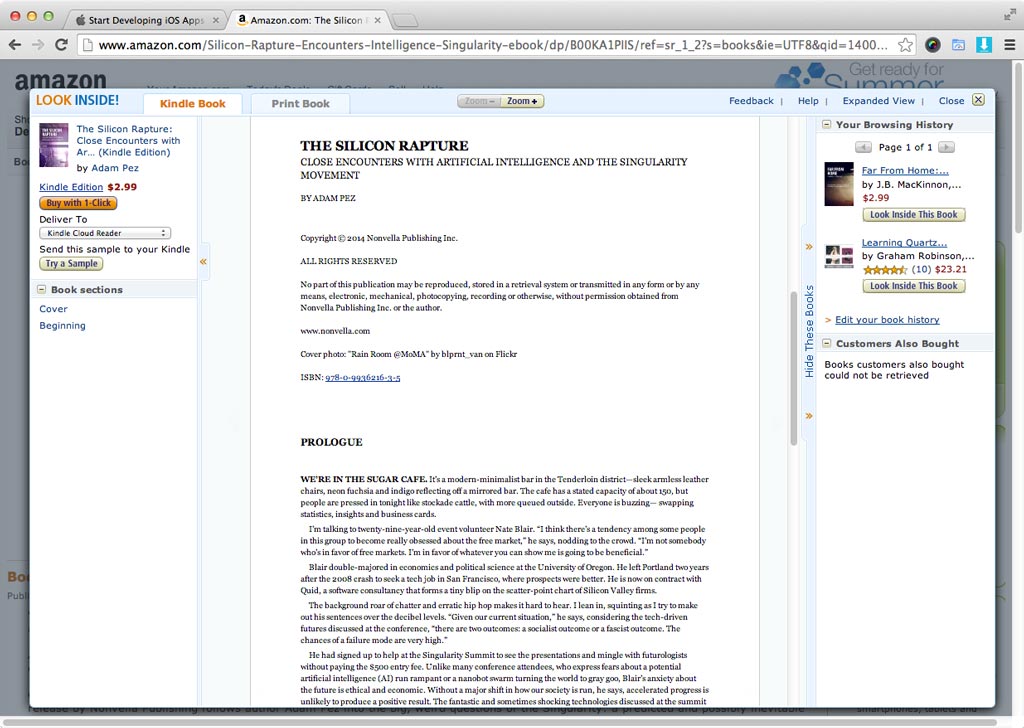 Start Developing iOS Apps
Amazon.com: The Silicon
www.amazon.com/Silicon-Rapture-Encounters-Intelligence-Singularity-ebook/dp/B00KA1PIIS/ref=sr_1_2?s=books&ie=UTF8&qid=1400...
amazon
Get ready for
Summer
LOOK INSIDE!
Kindle Book
Print Book
Zoom −
Zoom +
Feedback | Help | Expanded View | Close
The Silicon Rapture:
Close Encounters with
Ar... (Kindle Edition)
by Adam Pez
Kindle Edition $2.99
Buy with 1-Click
Deliver To
Kindle Cloud Reader
Send this sample to your Kindle
Try a Sample
Book sections
Cover
Beginning
THE SILICON RAPTURE
CLOSE ENCOUNTERS WITH ARTIFICIAL INTELLIGENCE AND THE SINGULARITY
MOVEMENT
BY ADAM PEZ
Copyright © 2014 Nonvella Publishing Inc.
ALL RIGHTS RESERVED
No part of this publication may be reproduced, stored in a retrieval system or transmitted in any form or by any
means, electronic, mechanical, photocopying, recording or otherwise, without permission obtained from
Nonvella Publishing Inc. or the author.
www.nonvella.com
Cover photo: "Rain Room @MoMA" by blprnt_van on Flickr
ISBN: 978-0-9936216-3-5
PROLOGUE
WE'RE IN THE SUGAR CAFE. It's a modern-minimalist bar in the Tenderloin district—sleek armless leather
chairs, neon fuchsia and indigo reflecting off a mirrored bar. The cafe has a stated capacity of about 150, but
people are pressed in tonight like stockade cattle, with more queued outside. Everyone is buzzing— swapping
statistics, insights and business cards.
I'm talking to twenty-nine-year-old event volunteer Nate Blair. “I think there's a tendency among some people
in this group to become really obsessed about the free market,” he says, nodding to the crowd. “I'm not somebody
who's in favor of free markets. I'm in favor of whatever you can show me is going to be beneficial.”
Blair double-majored in economics and political science at the University of Oregon. He left Portland two years
after the 2008 crash to seek a tech job in San Francisco, where prospects were better. He is now on contract with
Quid, a software consultancy that forms a tiny blip on the scatter-point chart of Silicon Valley firms.
The background roar of chatter and erratic hip hop makes it hard to hear. I lean in, squinting as I try to make
out his sentences over the decibel levels. “Given our current situation,” he says, considering the tech-driven
futures discussed at the conference, “there are two outcomes: a socialist outcome or a fascist outcome. The
chances of a failure mode are very high.”
He had signed up to help at the Singularity Summit to see the presentations and mingle with futurologists
without paying the $500 entry fee. Unlike many conference attendees, who express fears about a potential
artificial intelligence (AI) run rampant or a nanobot swarm turning the world to gray goo, Blair's anxiety about
the future is ethical and economic. Without a major shift in how our society is run, he says, accelerated progress is
unlikely to produce a positive result. The fantastic and sometimes shocking technologies discussed at the summit
Hide These Books
Your Browsing History
Page 1 of 1
Far From Home:...
by J.B. MacKinnon,...
$2.99
Look Inside This Book
Learning Quartz...
by Graham Robinson,...
(10) $23.21
Look Inside This Book
> Edit your book history
Customers Also Bought
Books customers also bought
could not be retrieved